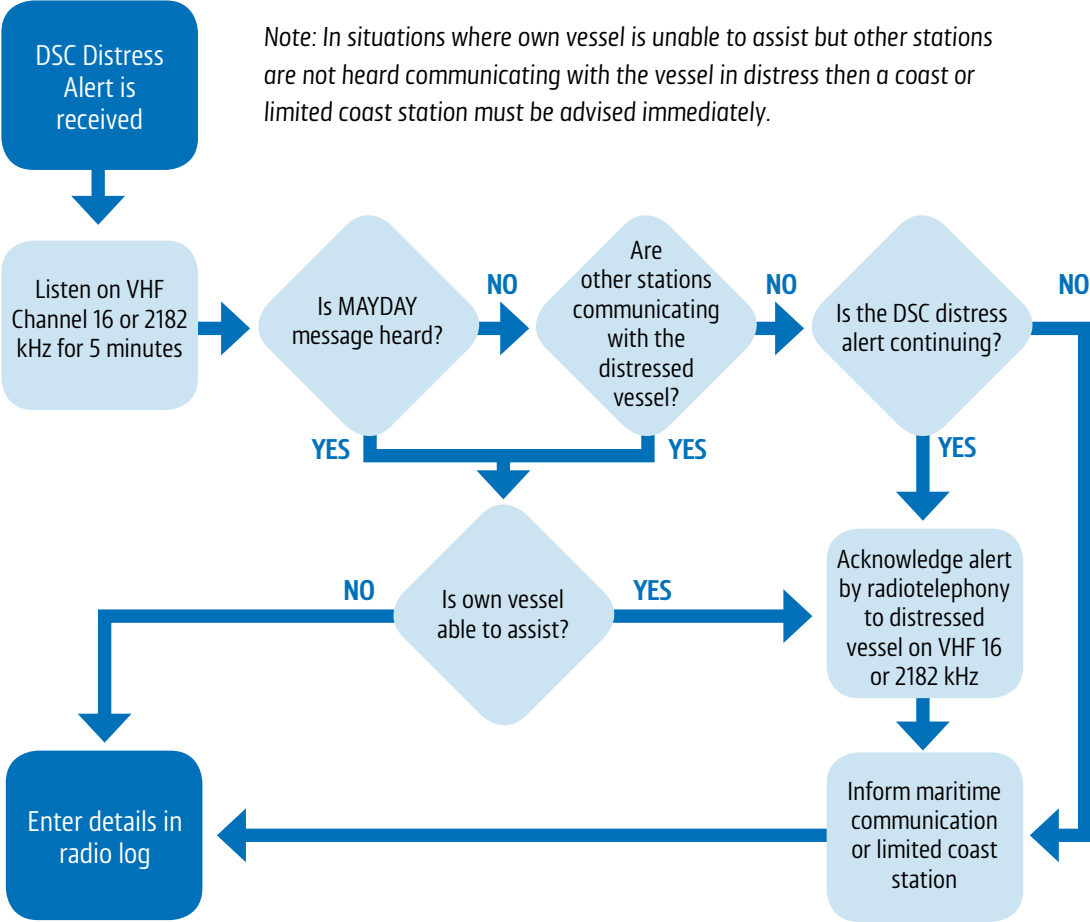 DSC Distress
Alert is
received
Note: In situations where own vessel is unable to assist but other stations
are not heard communicating with the vessel in distress then a coast or
limited coast station must be advised immediately.
Listen on VHF
Channel 16 or 2182
kHz for 5 minutes
Is MAYDAY
message heard?
NO
Are
other stations
communicating
with the
distressed
vessel?
NO
Is the DSC distress
alert continuing?
NO
YES
YES
YES
Is own vessel
able to assist?
NO
YES
Acknowledge alert
by radiotelephony
to distressed
vessel on VHF 16
or 2182 kHz
Enter details in
radio log
Inform maritime
communication
or limited coast
station